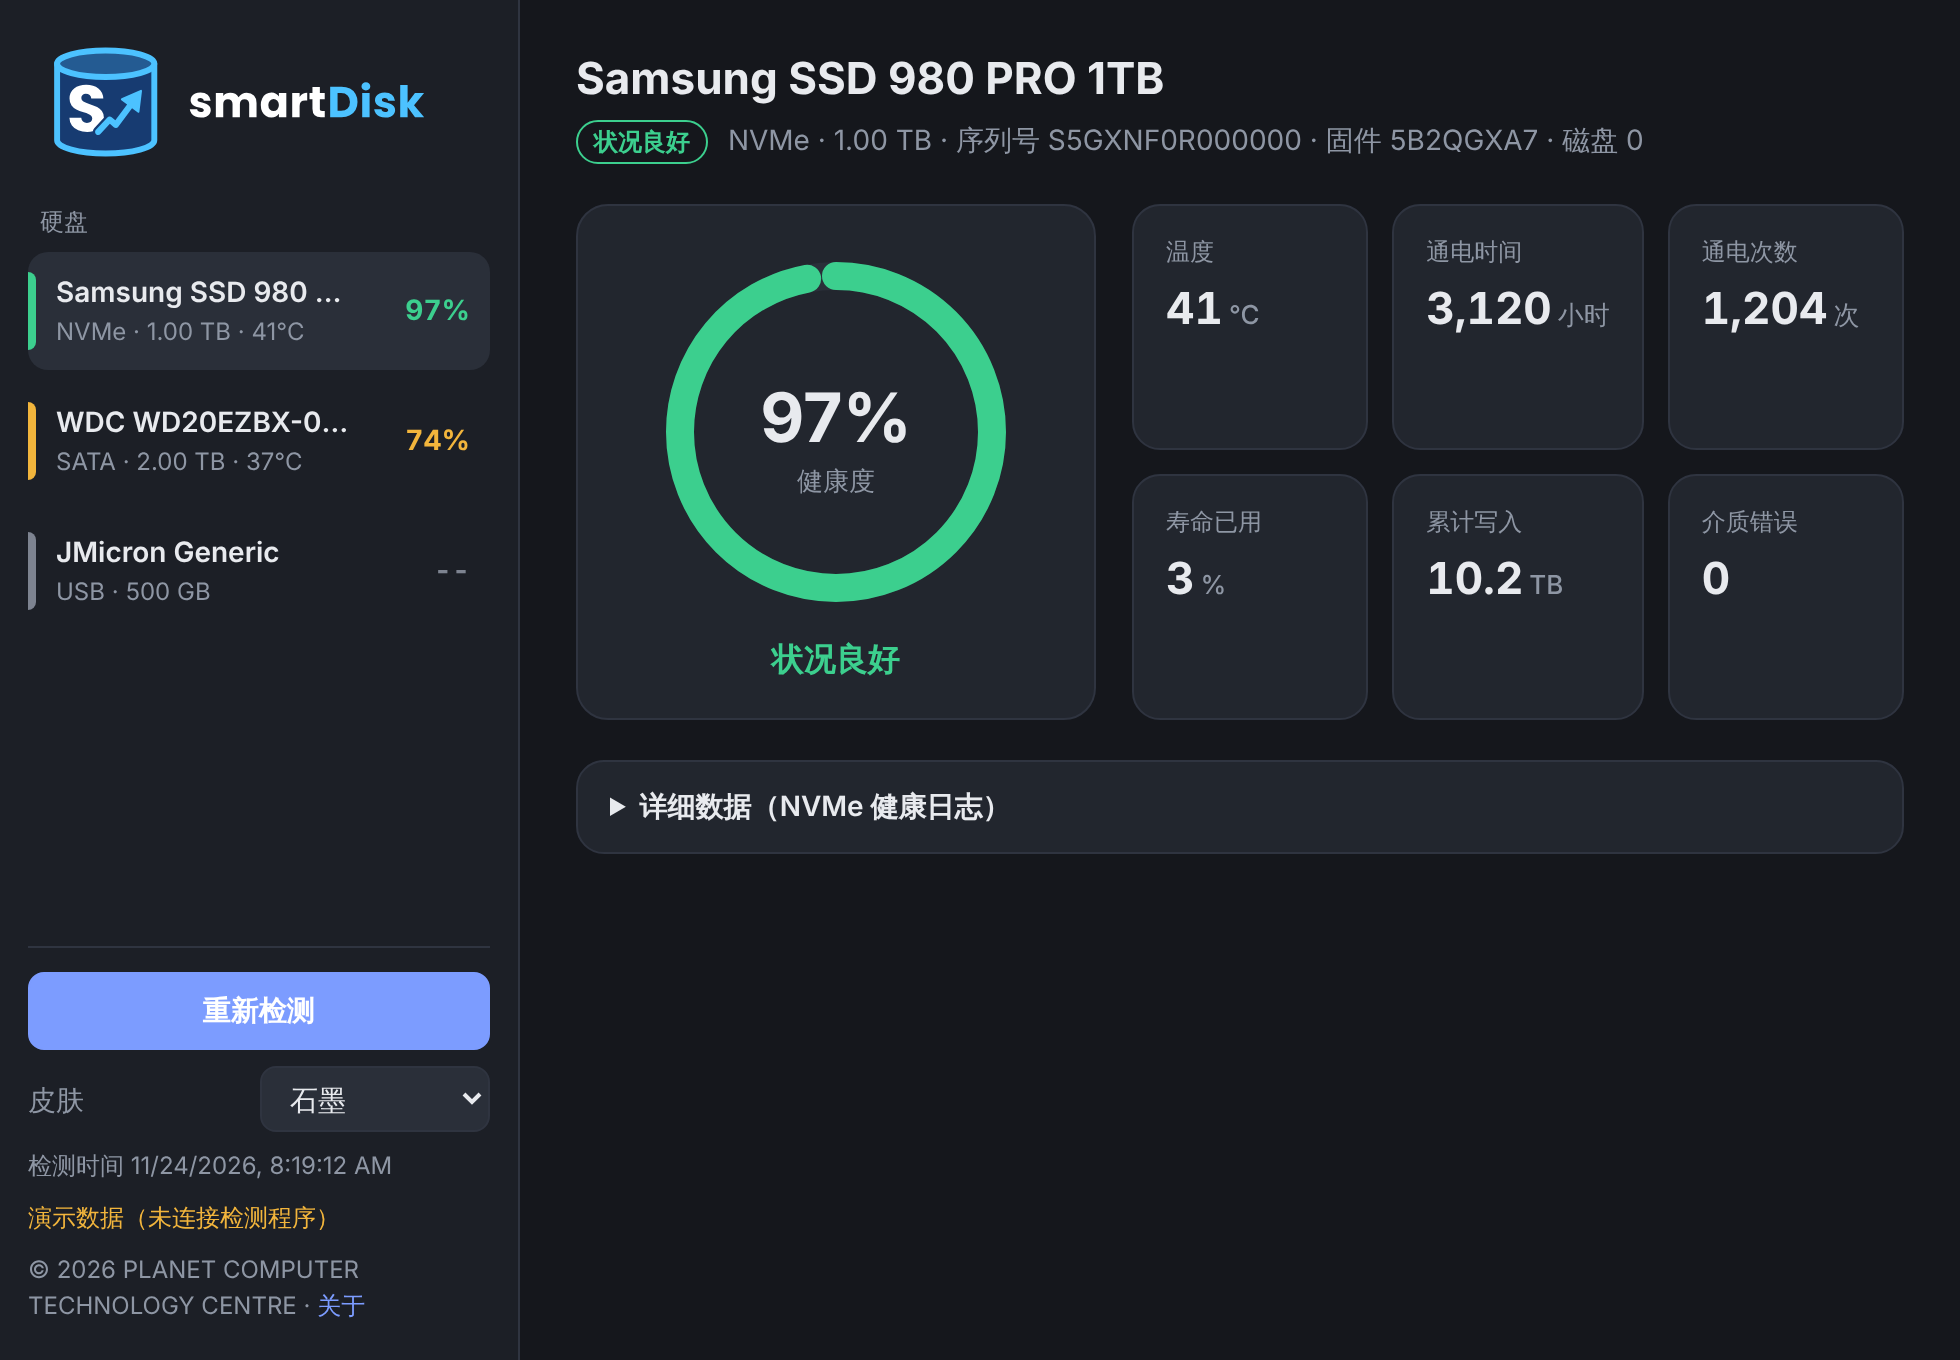 S
smartDisk
硬盘
Samsung SSD 980 ...
97%
NVMe · 1.00 TB · 41°C
WDC WD20EZBX-0...
74%
SATA · 2.00 TB · 37°C
JMicron Generic
--
USB · 500 GB
重新检测
皮肤
石墨
检测时间 11/24/2026, 8:19:12 AM
演示数据（未连接检测程序）
© 2026 PLANET COMPUTER
TECHNOLOGY CENTRE · 关于
Samsung SSD 980 PRO 1TB
状况良好
NVMe · 1.00 TB · 序列号 S5GXNF0R000000 · 固件 5B2QGXA7 · 磁盘 0
97%
健康度
状况良好
温度
41 °C
通电时间
3,120 小时
通电次数
1,204 次
寿命已用
3 %
累计写入
10.2 TB
介质错误
0
详细数据（NVMe 健康日志）